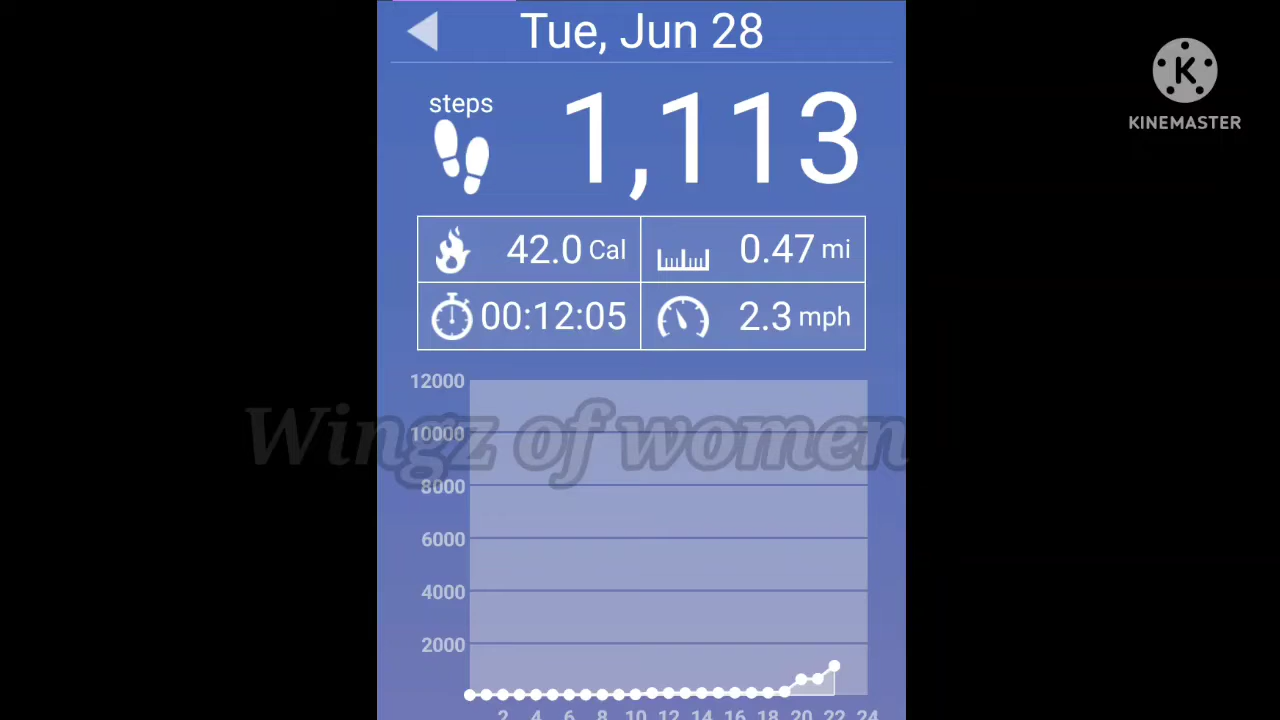 Tue, Jun 28
K
KINEMASTER
steps
1,113
42.0 Cal
0.47 mi
00:12:05
2.3 mph
12000
Wingz of women
10000
8000
6000
4000
2000
2 4 6 8 10 12 14 16 18 20 22 24